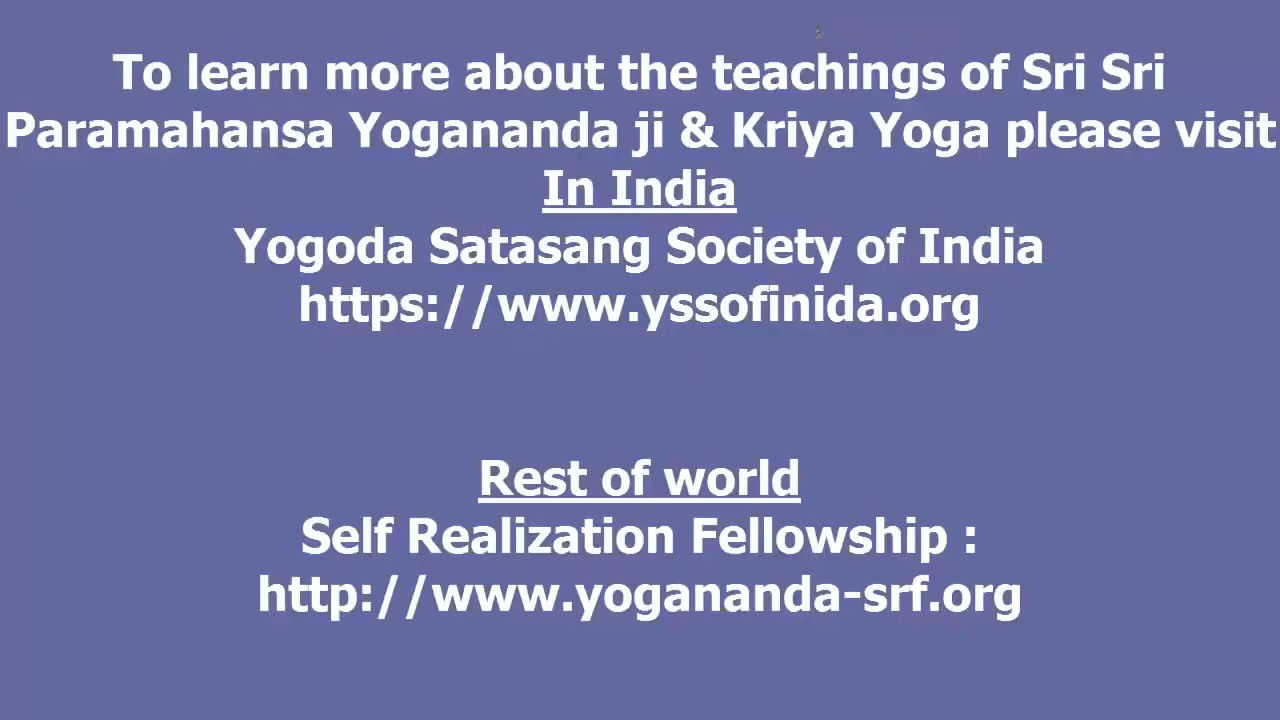 To learn more about the teachings of Sri Sri
Paramahansa Yogananda ji & Kriya Yoga please visit
In India
Yogoda Satasang Society of India
https://www.yssofinida.org
Rest of world
Self Realization Fellowship :
http://www.yogananda-srf.org